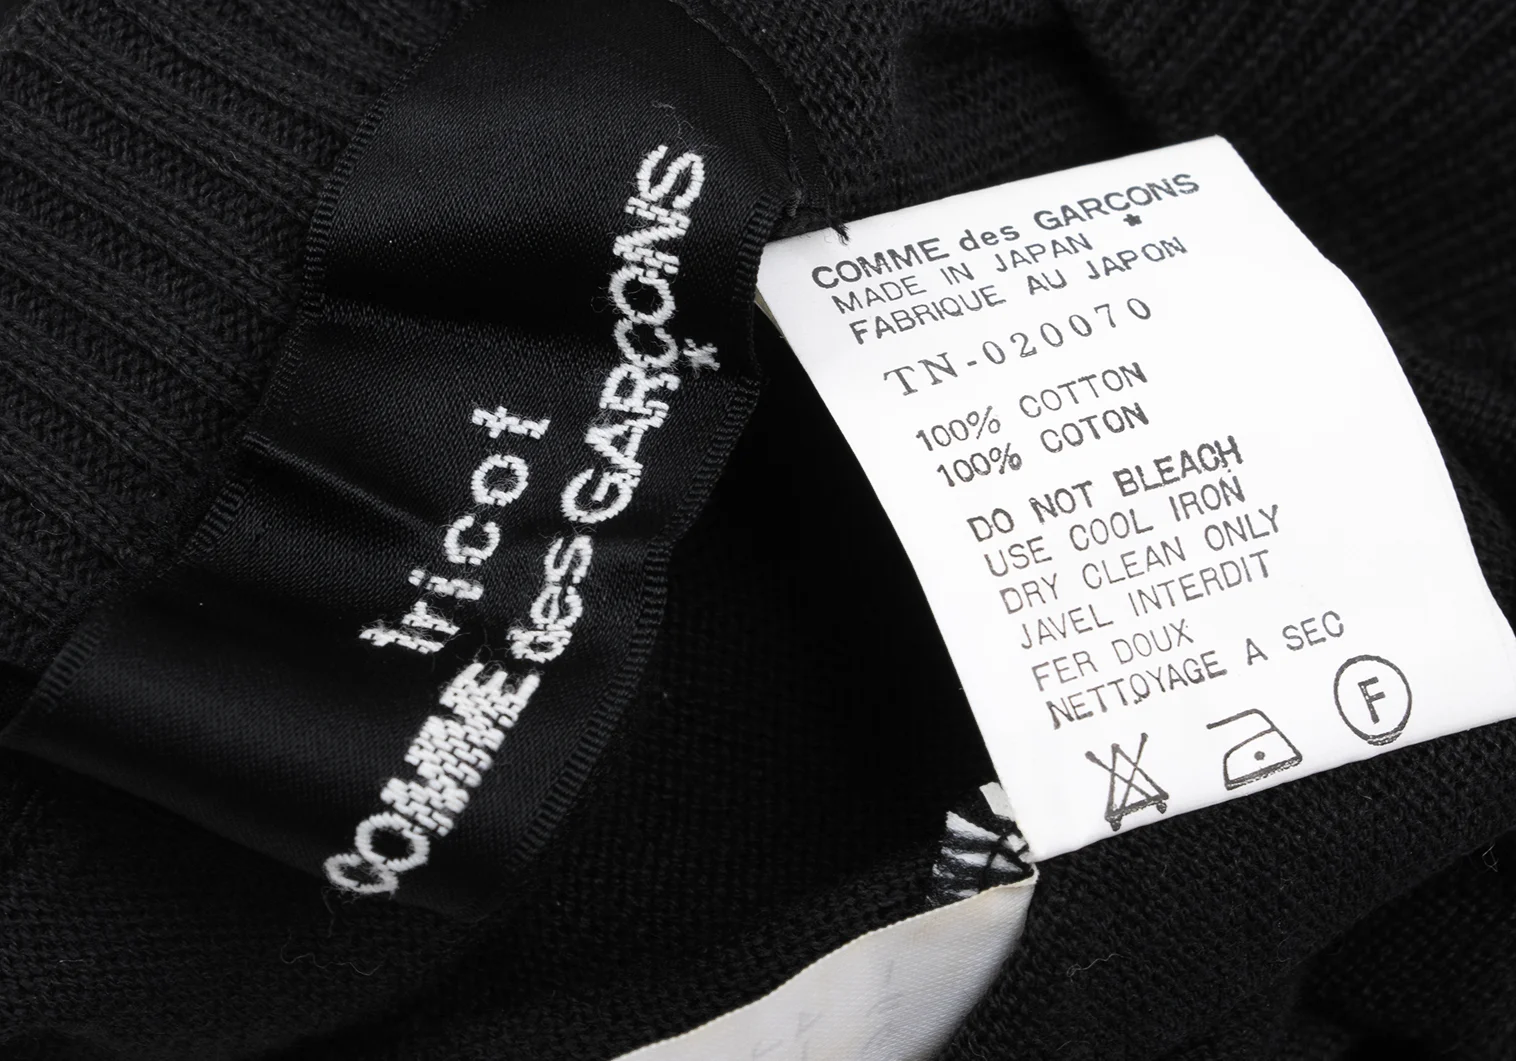 tricot
COMME des GARÇONS
COMME des GARCONS
MADE IN JAPAN
FABRIQUE AU JAPON
TN-020070
100% COTTON
100% COTON
DO NOT BLEACH
USE COOL IRON
DRY CLEAN ONLY
JAVEL INTERDIT
FER DOUX
NETTOYAGE A SEC
F